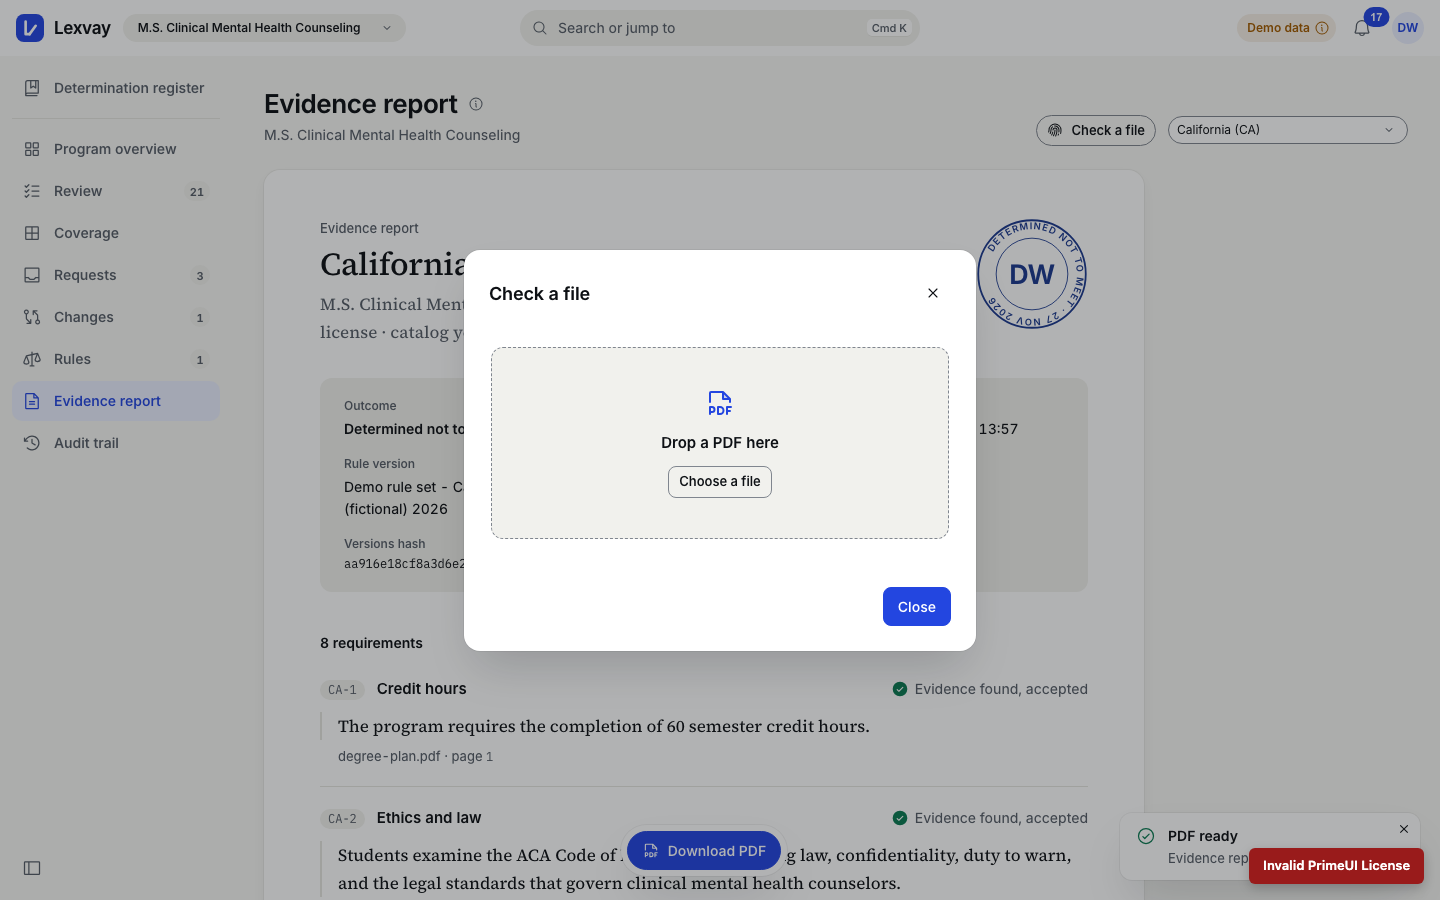 Lexvay
M.S. Clinical Mental Health Counseling
Search or jump to
Cmd K
Demo data
17
DW
Determination register
Program overview
Review
21
Coverage
Requests
3
Changes
1
Rules
1
Evidence report
Audit trail
Evidence report
M.S. Clinical Mental Health Counseling
Check a file
California (CA)
Evidence report
California
M.S. Clinical Ment
license · catalog y
DETERMINED NOT TO MEET · 27 NOV 2026
DW
Outcome
Determined not to
13:57
Rule version
Demo rule set - C
(fictional) 2026
Versions hash
aa916e18cf8a3d6e2
Check a file
Drop a PDF here
Choose a file
Close
8 requirements
CA-1
Credit hours
Evidence found, accepted
The program requires the completion of 60 semester credit hours.
degree-plan.pdf · page 1
CA-2
Ethics and law
Evidence found, accepted
Students examine the ACA Code of
g law, confidentiality, duty to warn,
and the legal standards that govern clinical mental health counselors.
Download PDF
PDF ready
Evidence rep
Invalid PrimeUI License